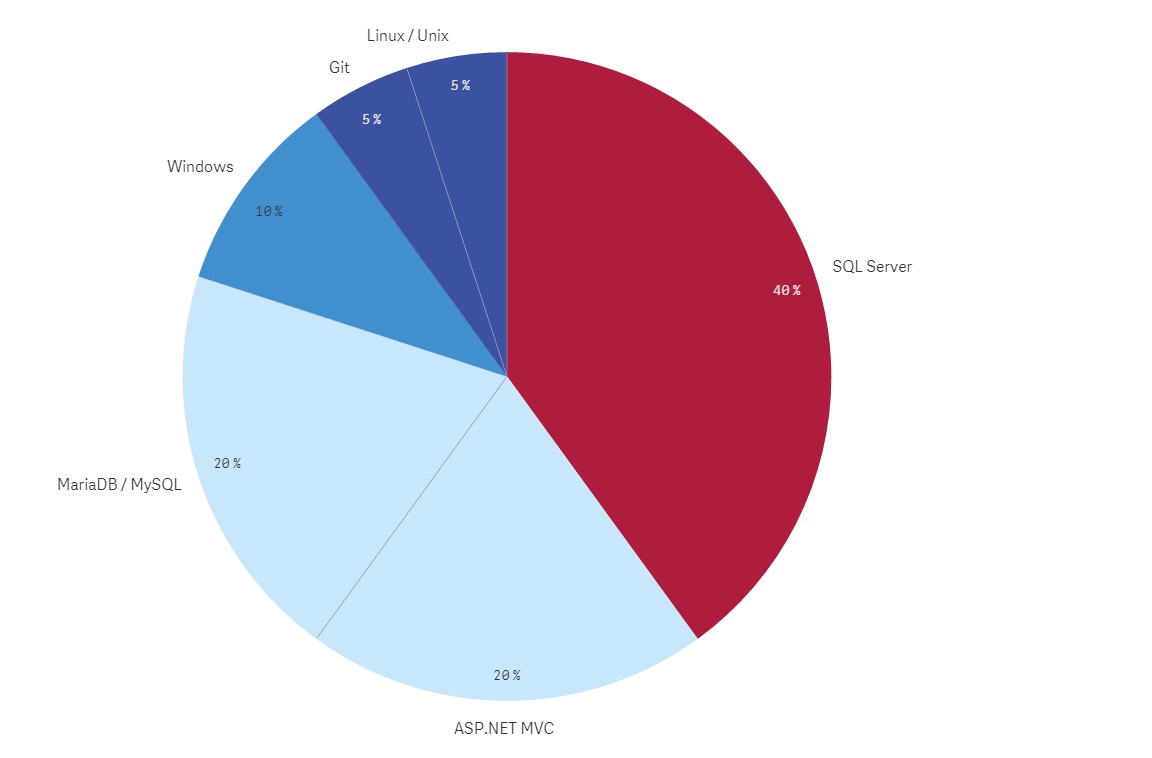 Linux / Unix
5 %
Git
5 %
Windows
10 %
SQL Server
40 %
MariaDB / MySQL
20 %
20 %
ASP.NET MVC